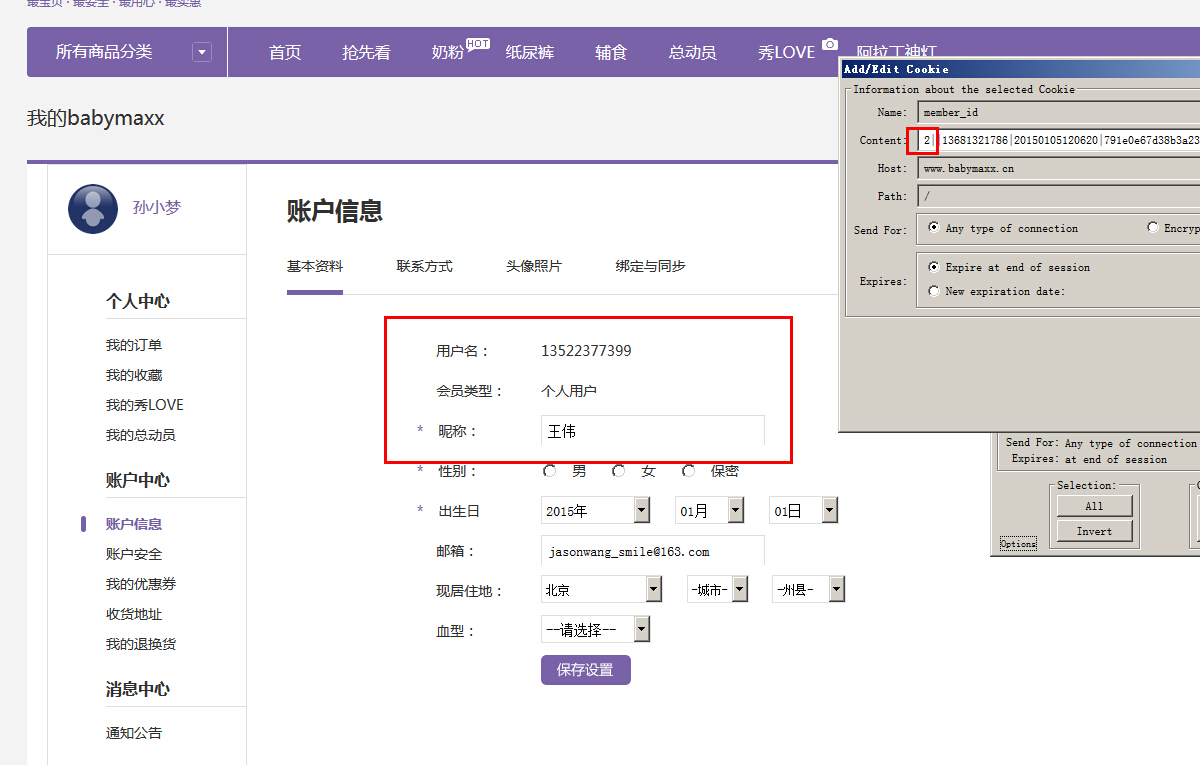 最宝贝 · 最安全 · 最用心 · 最实惠
所有商品分类
首页 抢先看 奶粉 HOT 纸尿裤 辅食 总动员 秀LOVE 阿拉丁神灯
我的babymaxx
孙小梦
个人中心
我的订单
我的收藏
我的秀LOVE
我的总动员
账户中心
账户信息
账户安全
我的优惠券
收货地址
我的退换货
消息中心
通知公告
账户信息
基本资料 联系方式 头像照片 绑定与同步
用户名： 13522377399
会员类型： 个人用户
* 昵称： 王伟
* 性别： 男 女 保密
* 出生日 2015年 01月 01日
邮箱： jasonwang_smile@163.com
现居住地： 北京 -城市- -州县-
血型： --请选择--
保存设置
Add/Edit Cookie
Information about the selected Cookie
Name: member_id
Content: 2| 13681321786|20150105120620|791e0e67d38b3a23
Host: www.babymaxx.cn
Path: /
Send For: Any type of connection Encryp
Expires: Expire at end of session
New expiration date:
Send For: Any type of connection
Expires: at end of session
Selection:
All
Invert
Options